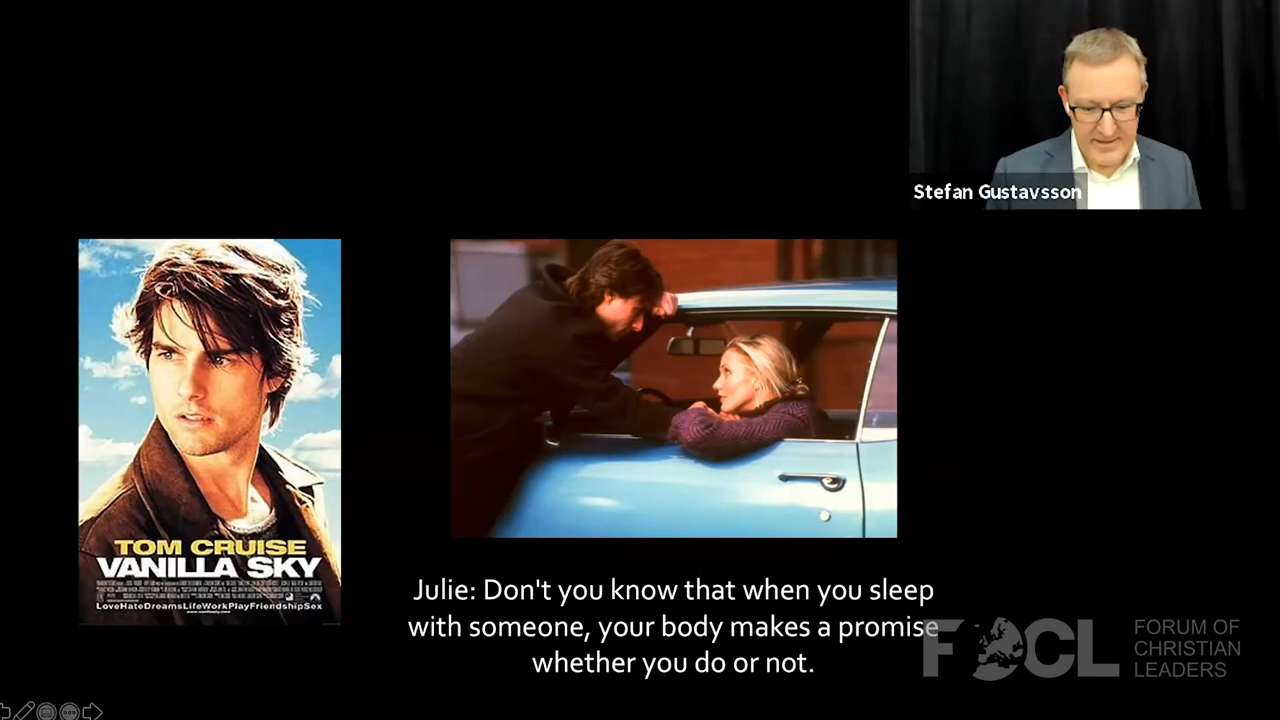 Stefan Gustavsson
TOM CRUISE
VANILLA SKY
LoveHateDreamsLifeWorkPlayFriendshipSex
Julie: Don't you know that when you sleep
with someone, your body makes a promise
whether you do or not.
FOCL
FORUM OF
CHRISTIAN
LEADERS